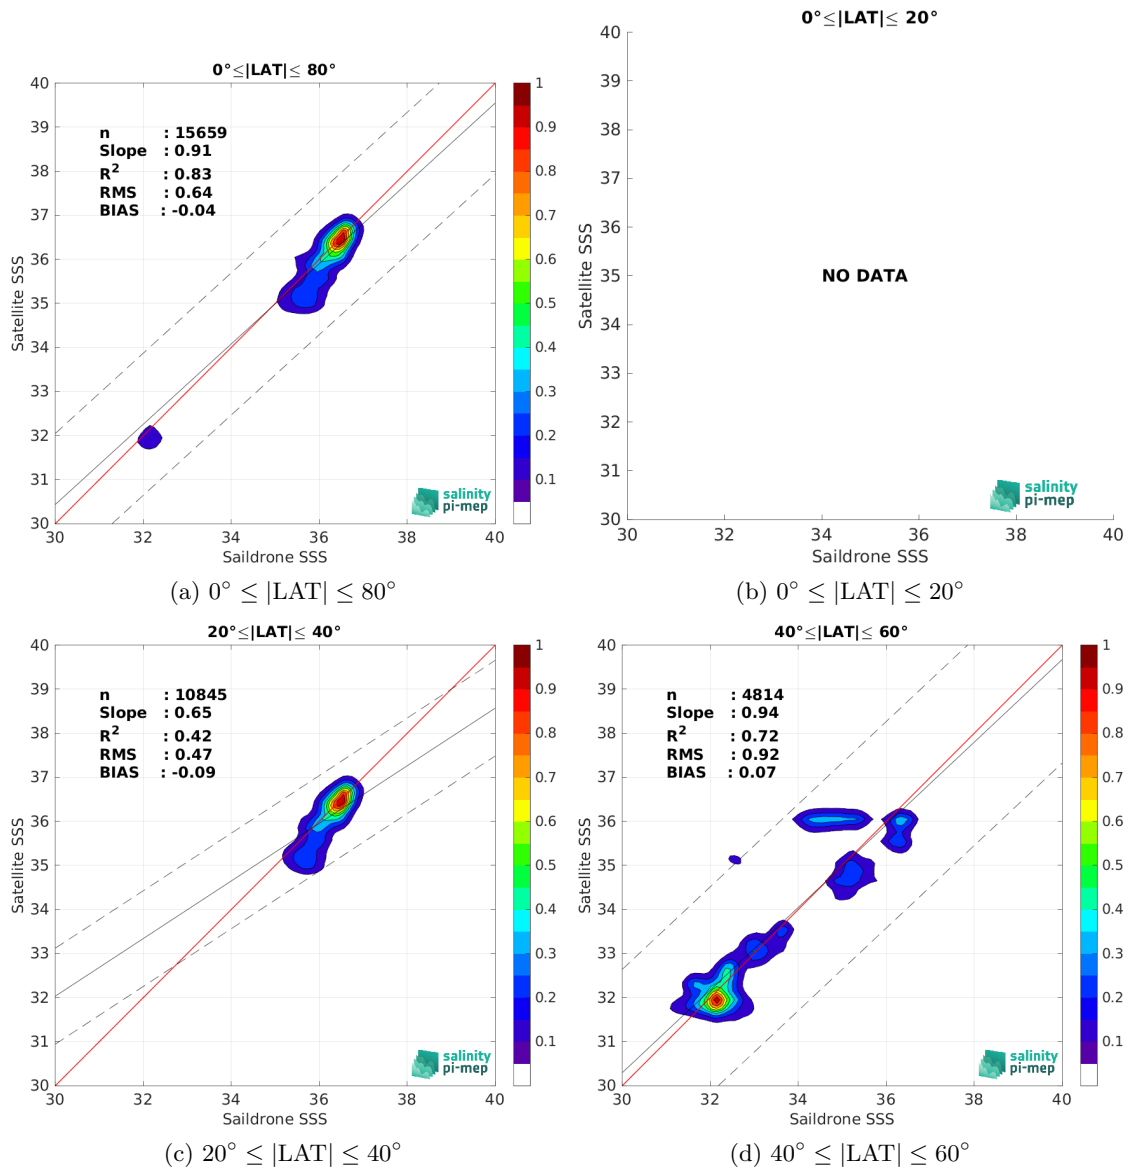 0°≤|LAT|≤ 80°
40
39
38
37
36
35
34
33
32
31
30
Satellite SSS
n : 15659
Slope : 0.91
R² : 0.83
RMS : 0.64
BIAS : -0.04
salinity
pi-mep
30 32 34 36 38 40
Saildrone SSS
1
0.9
0.8
0.7
0.6
0.5
0.4
0.3
0.2
0.1
(a) 0° ≤ |LAT| ≤ 80°
0°≤|LAT|≤ 20°
40
39
38
37
36
35
34
33
32
31
30
Satellite SSS
NO DATA
salinity
pi-mep
30 32 34 36 38 40
Saildrone SSS
(b) 0° ≤ |LAT| ≤ 20°
20°≤|LAT|≤ 40°
40
39
38
37
36
35
34
33
32
31
30
Satellite SSS
n : 10845
Slope : 0.65
R² : 0.42
RMS : 0.47
BIAS : -0.09
salinity
pi-mep
30 32 34 36 38 40
Saildrone SSS
1
0.9
0.8
0.7
0.6
0.5
0.4
0.3
0.2
0.1
(c) 20° ≤ |LAT| ≤ 40°
40°≤|LAT|≤ 60°
40
39
38
37
36
35
34
33
32
31
30
Satellite SSS
n : 4814
Slope : 0.94
R² : 0.72
RMS : 0.92
BIAS : 0.07
salinity
pi-mep
30 32 34 36 38 40
Saildrone SSS
1
0.9
0.8
0.7
0.6
0.5
0.4
0.3
0.2
0.1
(d) 40° ≤ |LAT| ≤ 60°